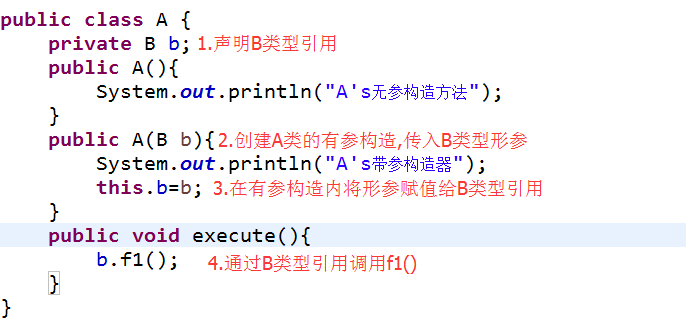 public class A {
private B b; 1.声明B类型引用
public A(){
System.out.println("A's无参构造方法");
}
public A(B b){ 2.创建A类的有参构造,传入B类型形参
System.out.println("A's带参构造器");
this.b=b; 3.在有参构造内将形参赋值给B类型引用
}
public void execute(){
b.f1(); 4.通过B类型引用调用f1()
}
}